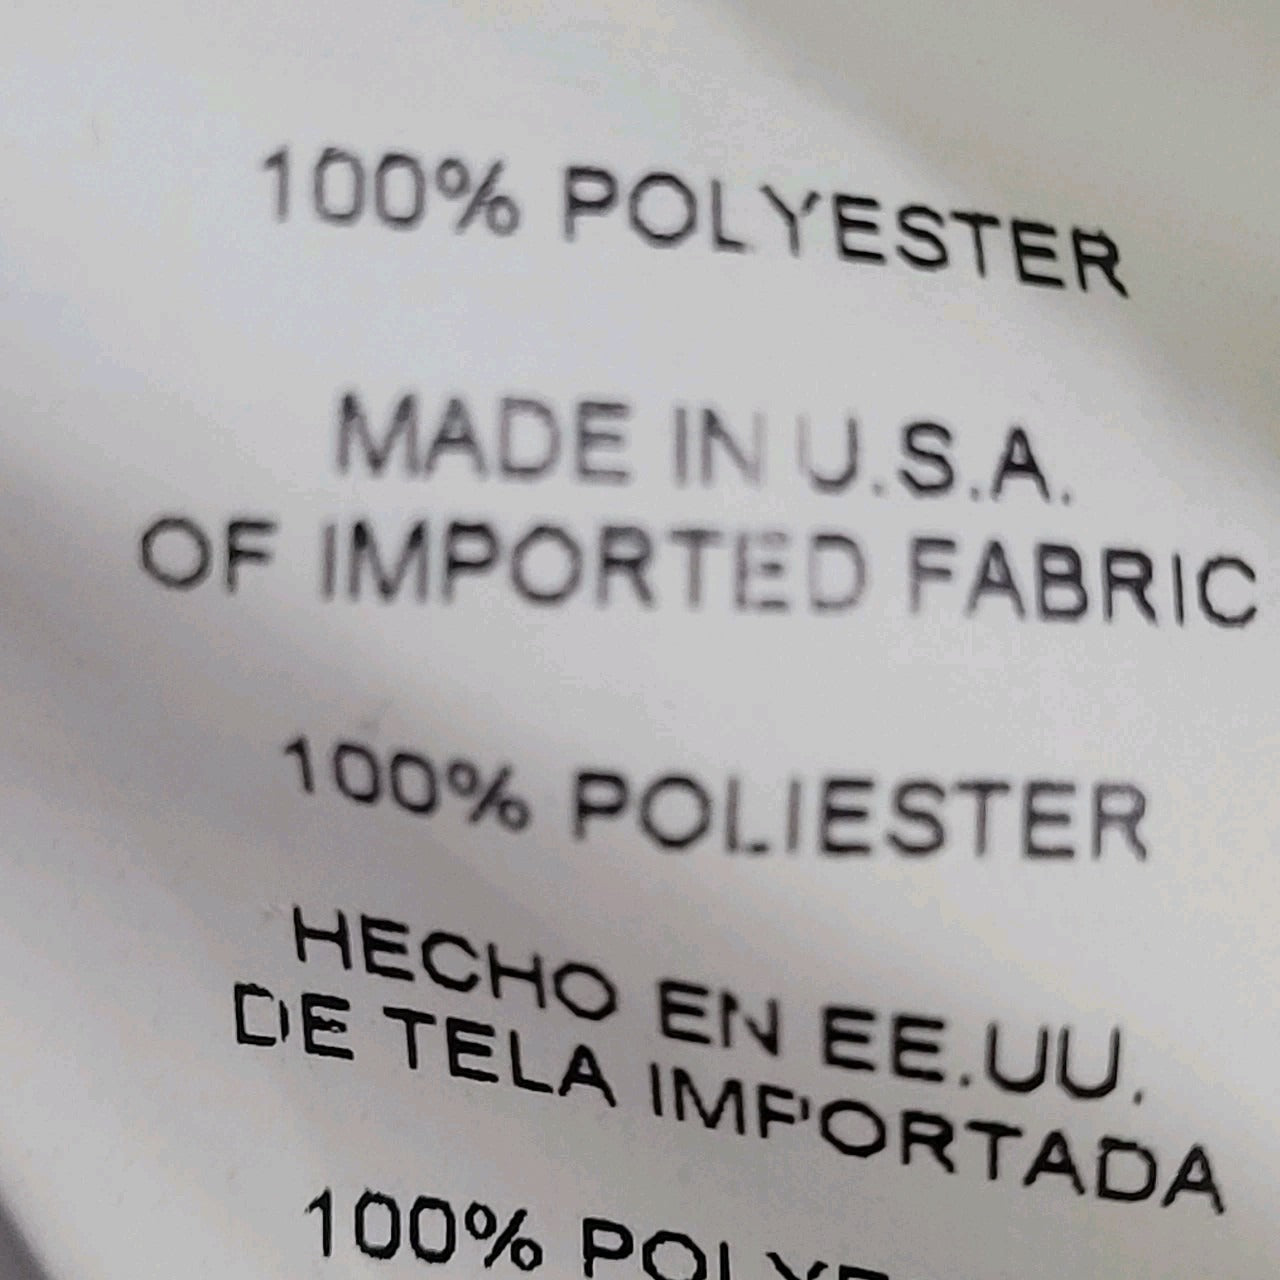 100% POLYESTER
MADE IN U.S.A.
OF IMPORTED FABRIC
100% POLIESTER
HECHO EN EE.UU.
DE TELA IMPORTADA
100%